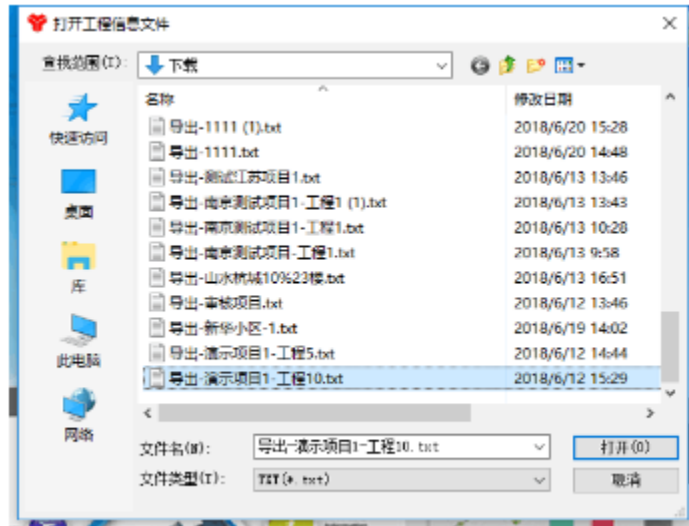 打开工程信息文件
查找范围(I):
下载
名称
修改日期
导出-1111 (1).txt
2018/6/20 15:28
导出-1111.txt
2018/6/20 14:48
导出-测试江苏项目1.txt
2018/6/13 13:46
导出-南京测试项目1-工程1 (1).txt
2018/6/13 13:43
导出-南京测试项目1-工程1.txt
2018/6/13 10:28
导出-南京测试项目-工程1.txt
2018/6/13 9:58
导出-山水杭城10%23楼.txt
2018/6/13 16:51
导出-审核项目.txt
2018/6/12 13:46
导出-新华小区-1.txt
2018/6/19 14:02
导出-演示项目1-工程5.txt
2018/6/12 14:44
导出-演示项目1-工程10.txt
2018/6/12 15:29
快速访问
桌面
库
此电脑
网络
文件名(N):
导出-演示项目1-工程10.txt
打开(O)
文件类型(T):
TXT(*.txt)
取消